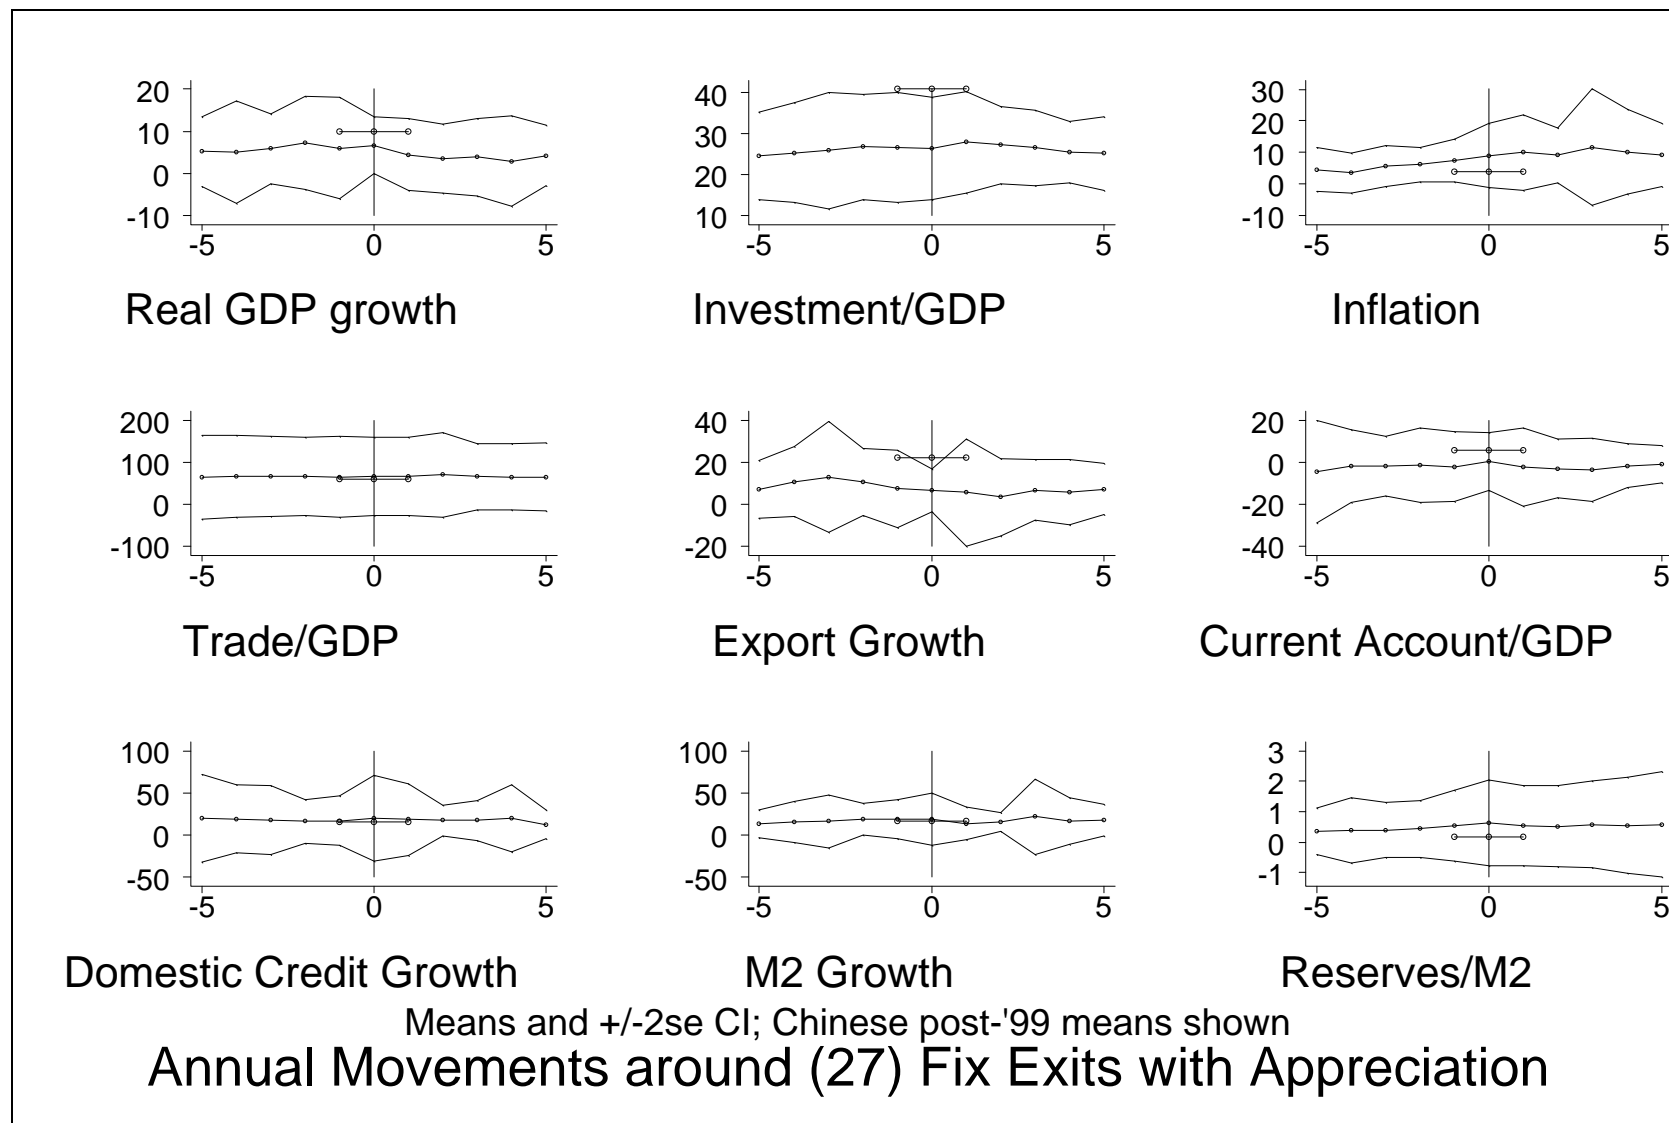 20
10
0
-10
-5 0 5
Real GDP growth
40
30
20
10
-5 0 5
Investment/GDP
30
20
10
0
-10
-5 0 5
Inflation
200
100
0
-100
-5 0 5
Trade/GDP
40
20
0
-20
-5 0 5
Export Growth
20
0
-20
-40
-5 0 5
Current Account/GDP
100
50
0
-50
-5 0 5
Domestic Credit Growth
100
50
0
-50
-5 0 5
M2 Growth
3
2
1
0
-1
-5 0 5
Reserves/M2
Means and +/-2se CI; Chinese post-'99 means shown
Annual Movements around (27) Fix Exits with Appreciation